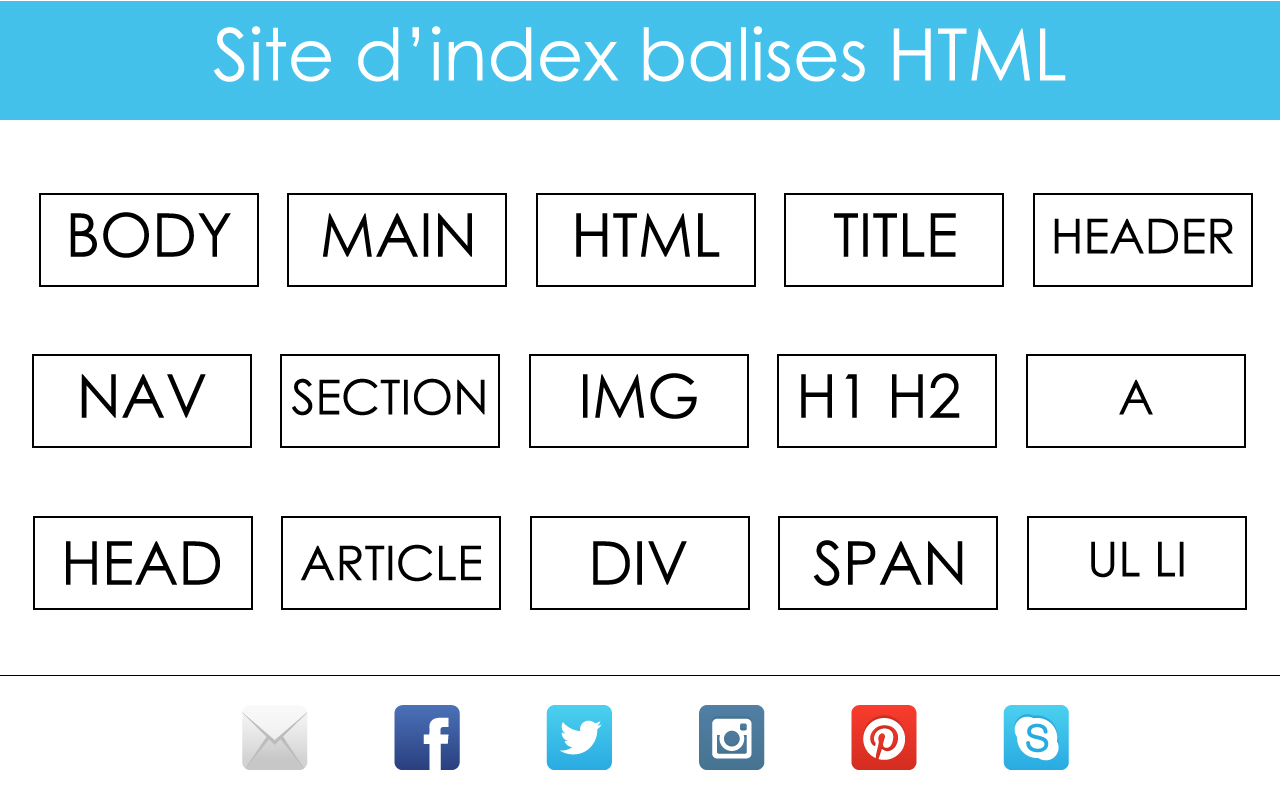 Site d’index balises HTML
BODY MAIN HTML TITLE HEADER
NAV SECTION IMG H1 H2 A
HEAD ARTICLE DIV SPAN UL LI